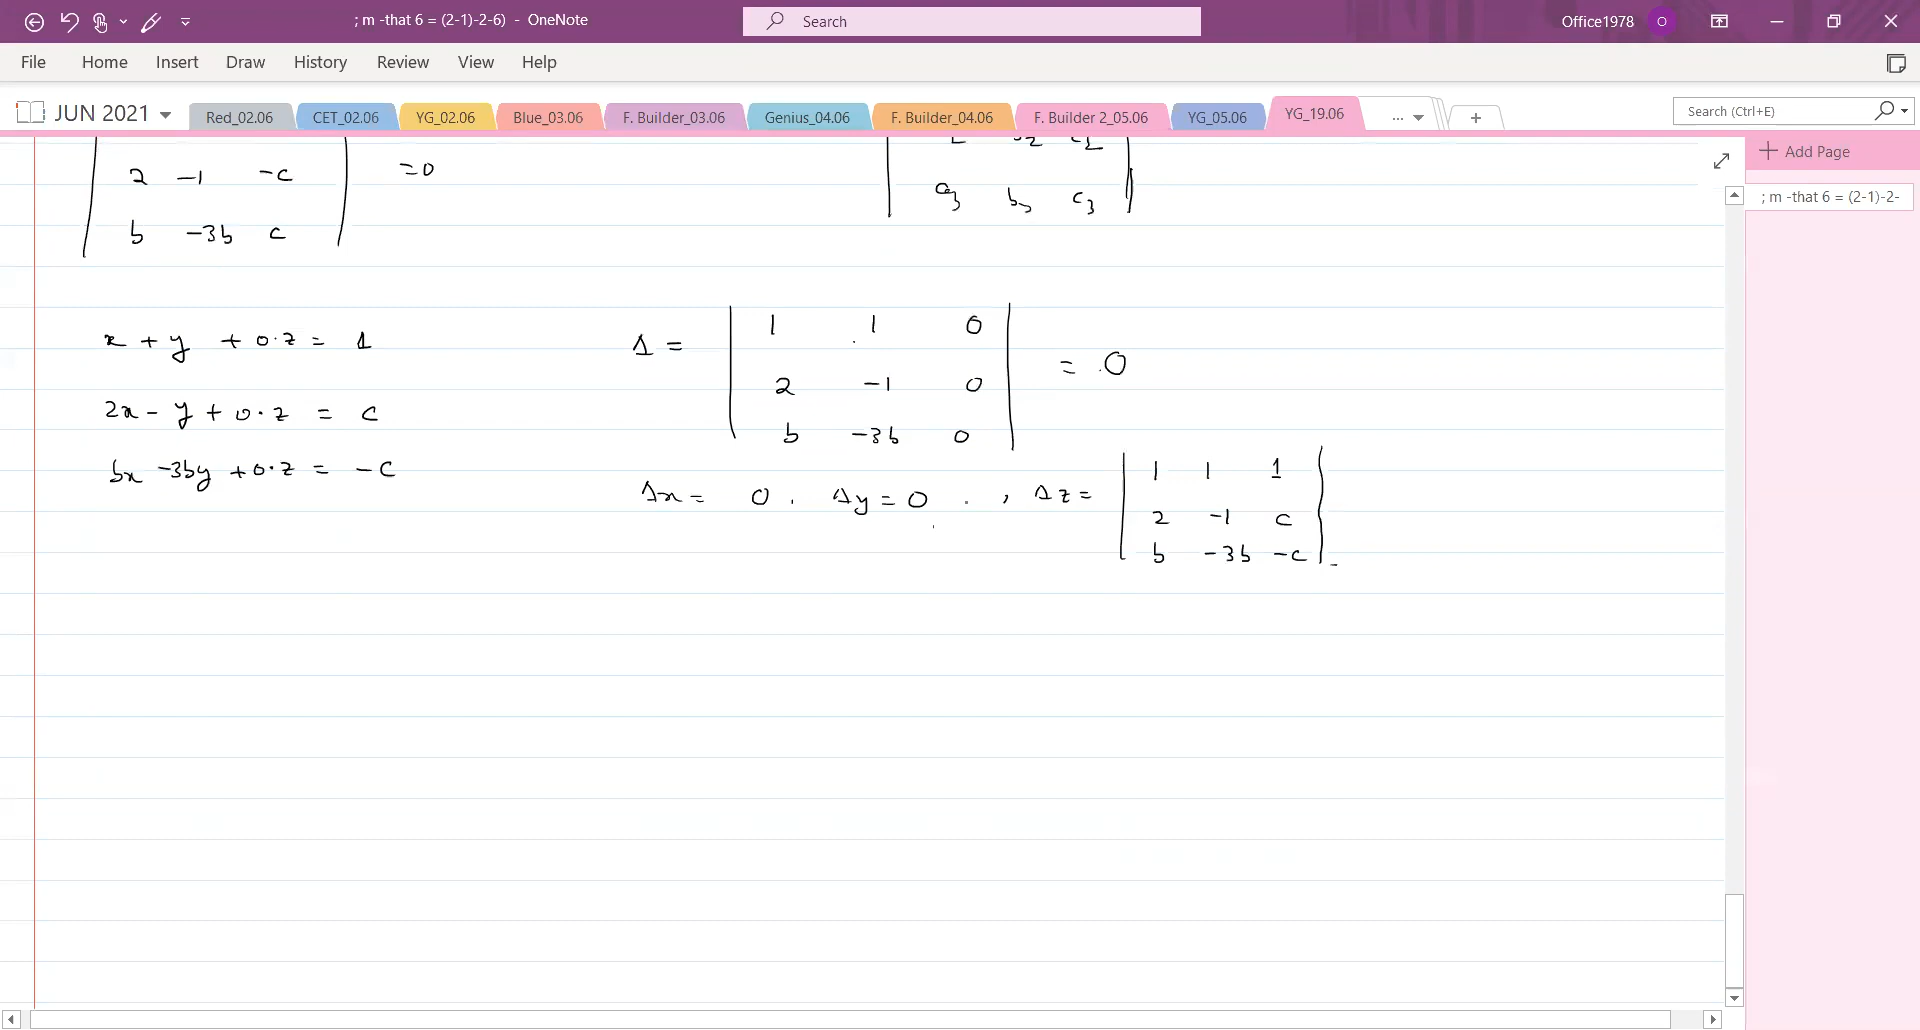 ; m -that 6 = (2-1)-2-6) - OneNote
Search
Office1978
O
File Home Insert Draw History Review View Help
JUN 2021
Red_02.06 CET_02.06 YG_02.06 Blue_03.06 F. Builder_03.06 Genius_04.06 F. Builder_04.06 F. Builder 2_05.06 YG_05.06 YG_19.06 ... +
Search (Ctrl+E)
Add Page
; m -that 6 = (2-1)-2-
2 -1 -c = 0
b -3b c
a3 b3 c3
x + y + 0·z = 1
2x - y + 0·z = c
bx -3by + 0·z = -c
Δ = | 1 1 0 |
| 2 -1 0 | = 0
| b -3b 0 |
Δx = 0 , Δy = 0 , Δz = | 1 1 1 |
| 2 -1 c |
| b -3b -c |